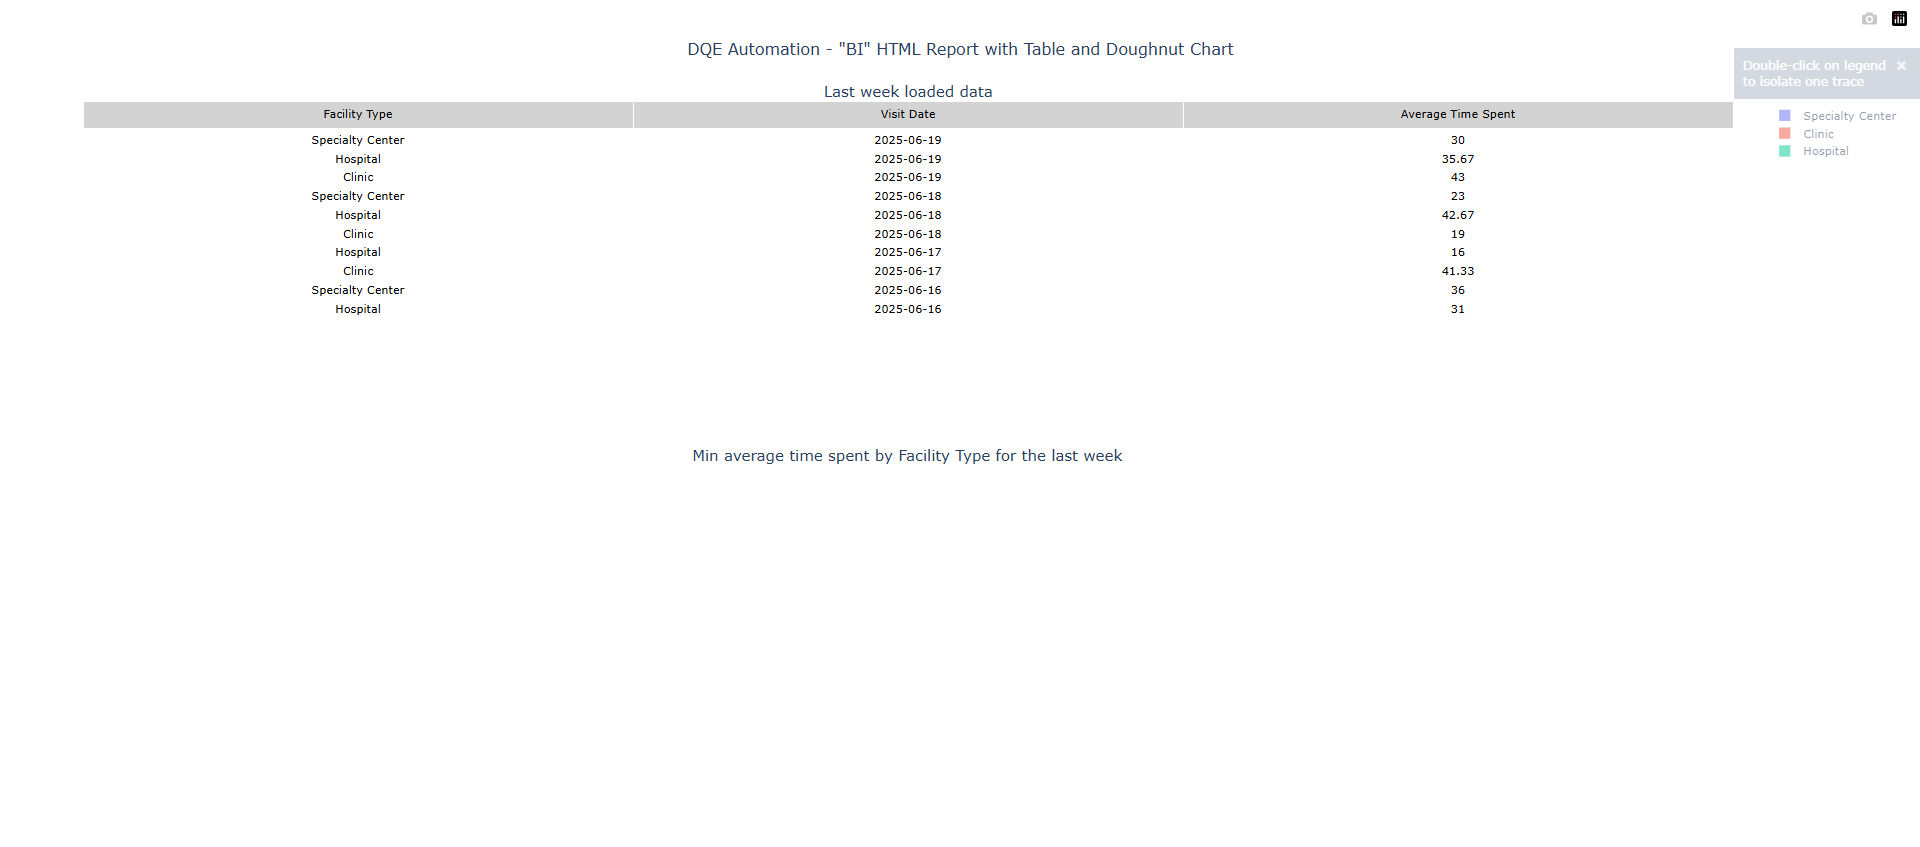 DQE Automation - "BI" HTML Report with Table and Doughnut Chart
Double-click on legend
to isolate one trace
Last week loaded data
Facility Type Visit Date Average Time Spent
Specialty Center 2025-06-19 30
Hospital 2025-06-19 35.67
Clinic 2025-06-19 43
Specialty Center 2025-06-18 23
Hospital 2025-06-18 42.67
Clinic 2025-06-18 19
Hospital 2025-06-17 16
Clinic 2025-06-17 41.33
Specialty Center 2025-06-16 36
Hospital 2025-06-16 31
Specialty Center
Clinic
Hospital
Min average time spent by Facility Type for the last week